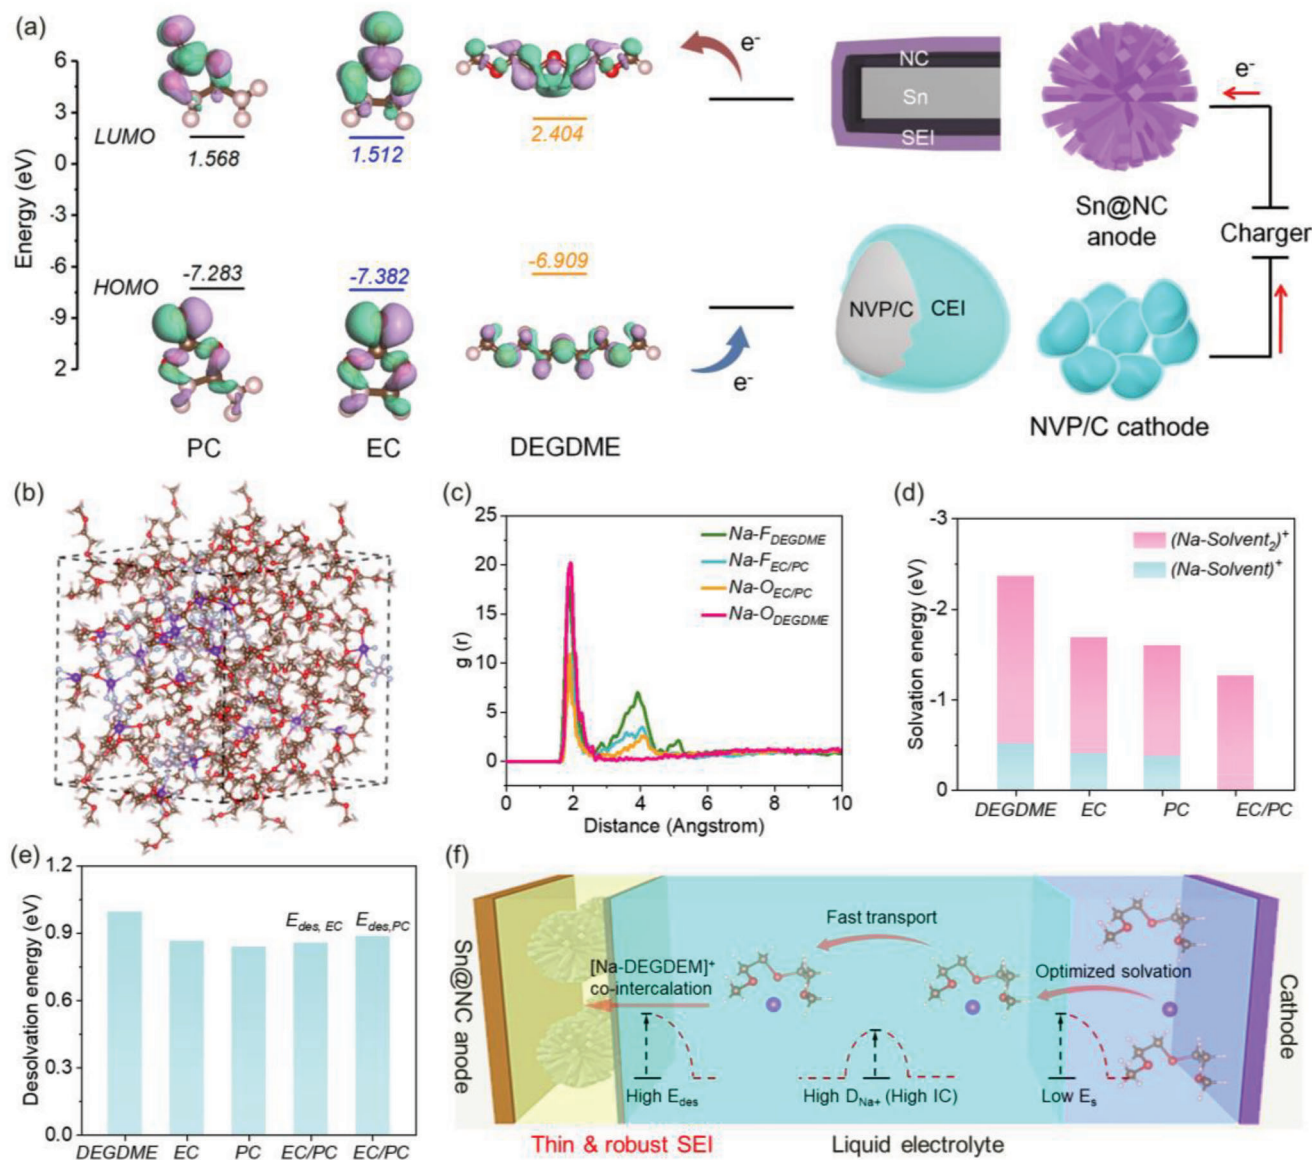 (a)
Energy (eV)
6
3
0
-3
-6
-9
2
LUMO
HOMO
1.568
1.512
2.404
-7.283
-7.382
-6.909
PC
EC
DEGDME
e-
e-
NC
Sn
SEI
NVP/C
CEI
Sn@NC
anode
e-
Charger
NVP/C cathode
(b)
(c)
g (r)
25
20
15
10
5
0
0 2 4 6 8 10
Distance (Angstrom)
Na-F DEGDME
Na-F EC/PC
Na-O EC/PC
Na-O DEGDME
(d)
Solvation energy (eV)
-3
-2
-1
0
(Na-Solvent2)+
(Na-Solvent)+
DEGDME EC PC EC/PC
(e)
Desolvation energy (eV)
1.2
0.9
0.6
0.3
0.0
Edes, EC
Edes,PC
DEGDME EC PC EC/PC EC/PC
(f)
Sn@NC anode
[Na-DEGDEM]+
co-intercalation
Fast transport
Optimized solvation
Cathode
High Edes
High DNa+ (High IC)
Low Es
Thin & robust SEI
Liquid electrolyte